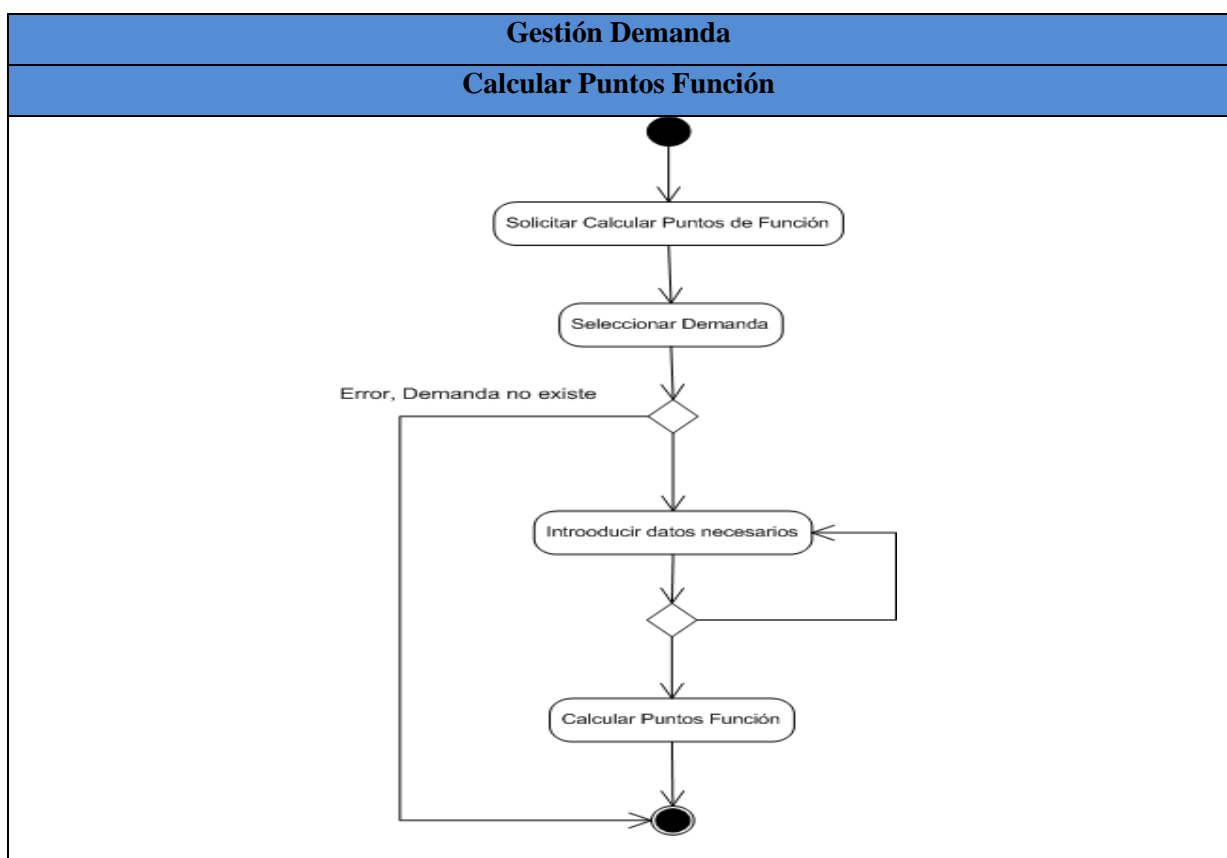 Gestión Demanda
Calcular Puntos Función
Solicitar Calcular Puntos de Función
Seleccionar Demanda
Error, Demanda no existe
Introoducir datos necesarios
Calcular Puntos Función